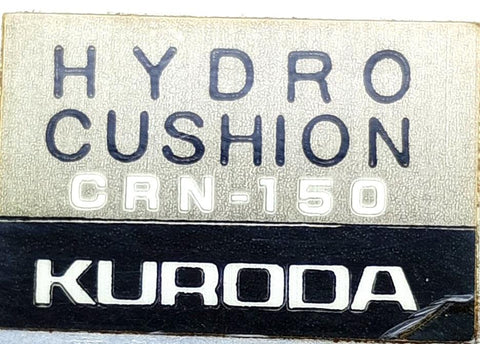 HYDRO
CUSHION
CRN-150
KURODA